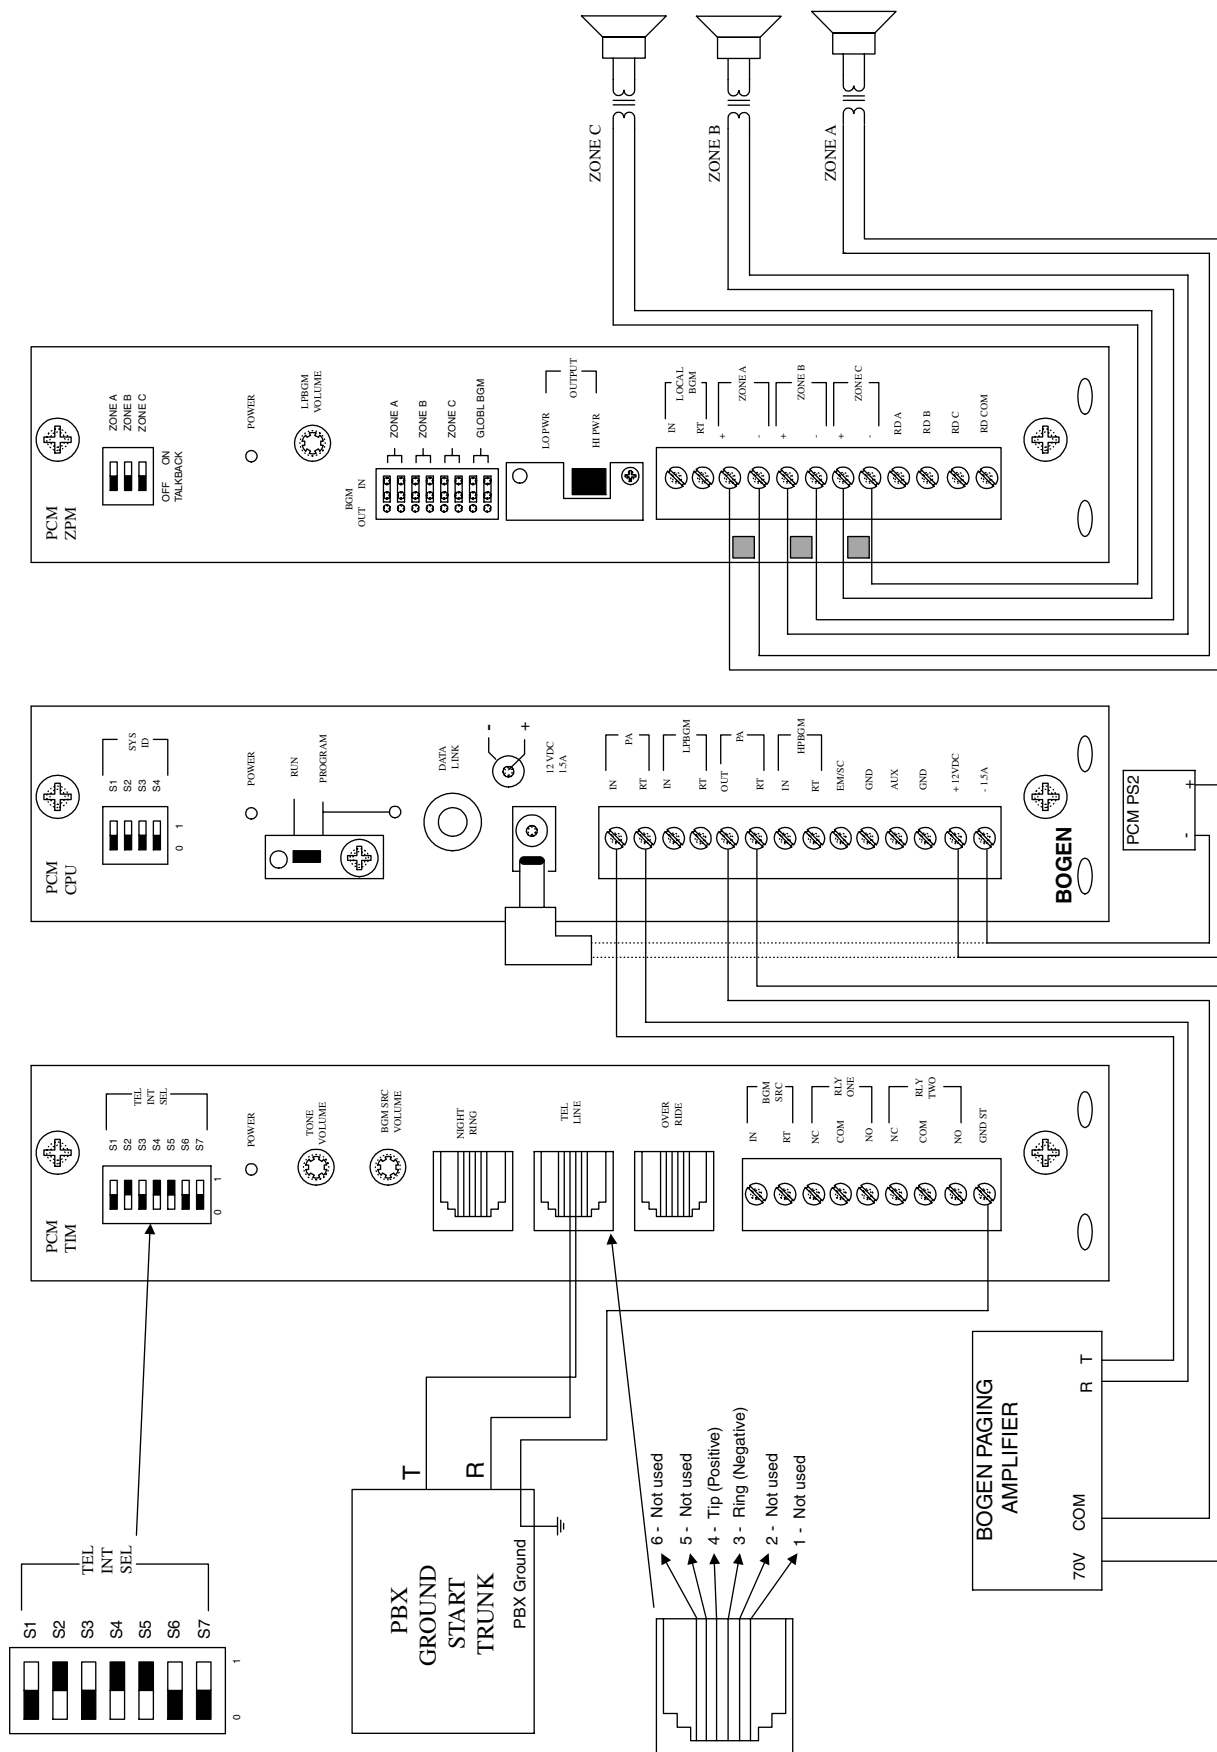 PCM
ZPM
ZONE A
ZONE B
ZONE C
OFF ON
TALKBACK
POWER
LPBGM
VOLUME
BGM
OUT IN
ZONE A
ZONE B
ZONE C
GLOBL BGM
LO PWR
HI PWR
OUTPUT
IN
RT
LOCAL
BGM
+
-
ZONE A
+
-
ZONE B
+
-
ZONE C
RD A
RD B
RD C
RD COM
ZONE C
ZONE B
ZONE A
PCM
CPU
S1
S2
S3
S4
SYS
ID
0 1
POWER
RUN
PROGRAM
DATA
LINK
-
+
12 VDC
1.5A
IN
RT
PA
IN
RT
LPBGM
OUT
RT
PA
IN
RT
HPBGM
EM/SC
GND
AUX
GND
+ 12VDC
- 1.5A
BOGEN
PCM PS2
- +
PCM
TIM
S1
S2
S3
S4
S5
S6
S7
TEL
INT
SEL
0 1
POWER
TONE
VOLUME
BGM SRC
VOLUME
NIGHT
RING
TEL
LINE
OVER
RIDE
IN
RT
BGM
SRC
NC
COM
NO
RLY
ONE
NC
COM
NO
RLY
TWO
GND ST
S1
S2
S3
S4
S5
S6
S7
TEL
INT
SEL
0 1
PBX
GROUND
START
TRUNK
T
R
PBX Ground
6 - Not used
5 - Not used
4 - Tip (Positive)
3 - Ring (Negative)
2 - Not used
1 - Not used
BOGEN PAGING
AMPLIFIER
70V COM R T